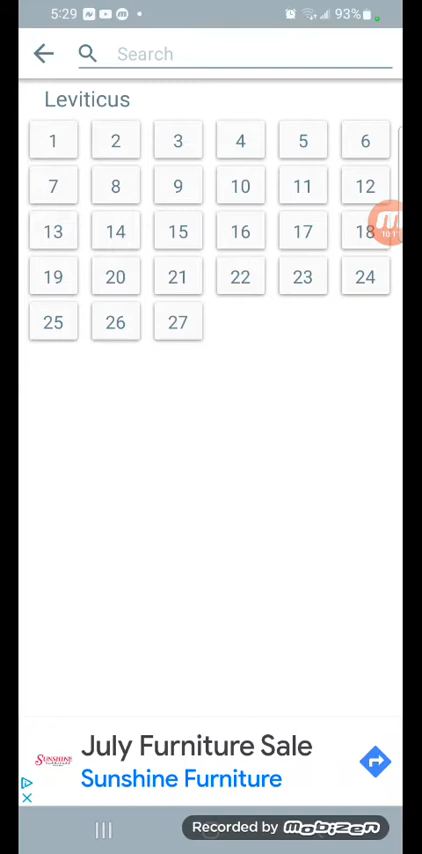 5:29 93%
Search
Leviticus
1 2 3 4 5 6
7 8 9 10 11 12
13 14 15 16 17 18
19 20 21 22 23 24
25 26 27
July Furniture Sale
SUNSHINE
Sunshine Furniture
Recorded by mobizen